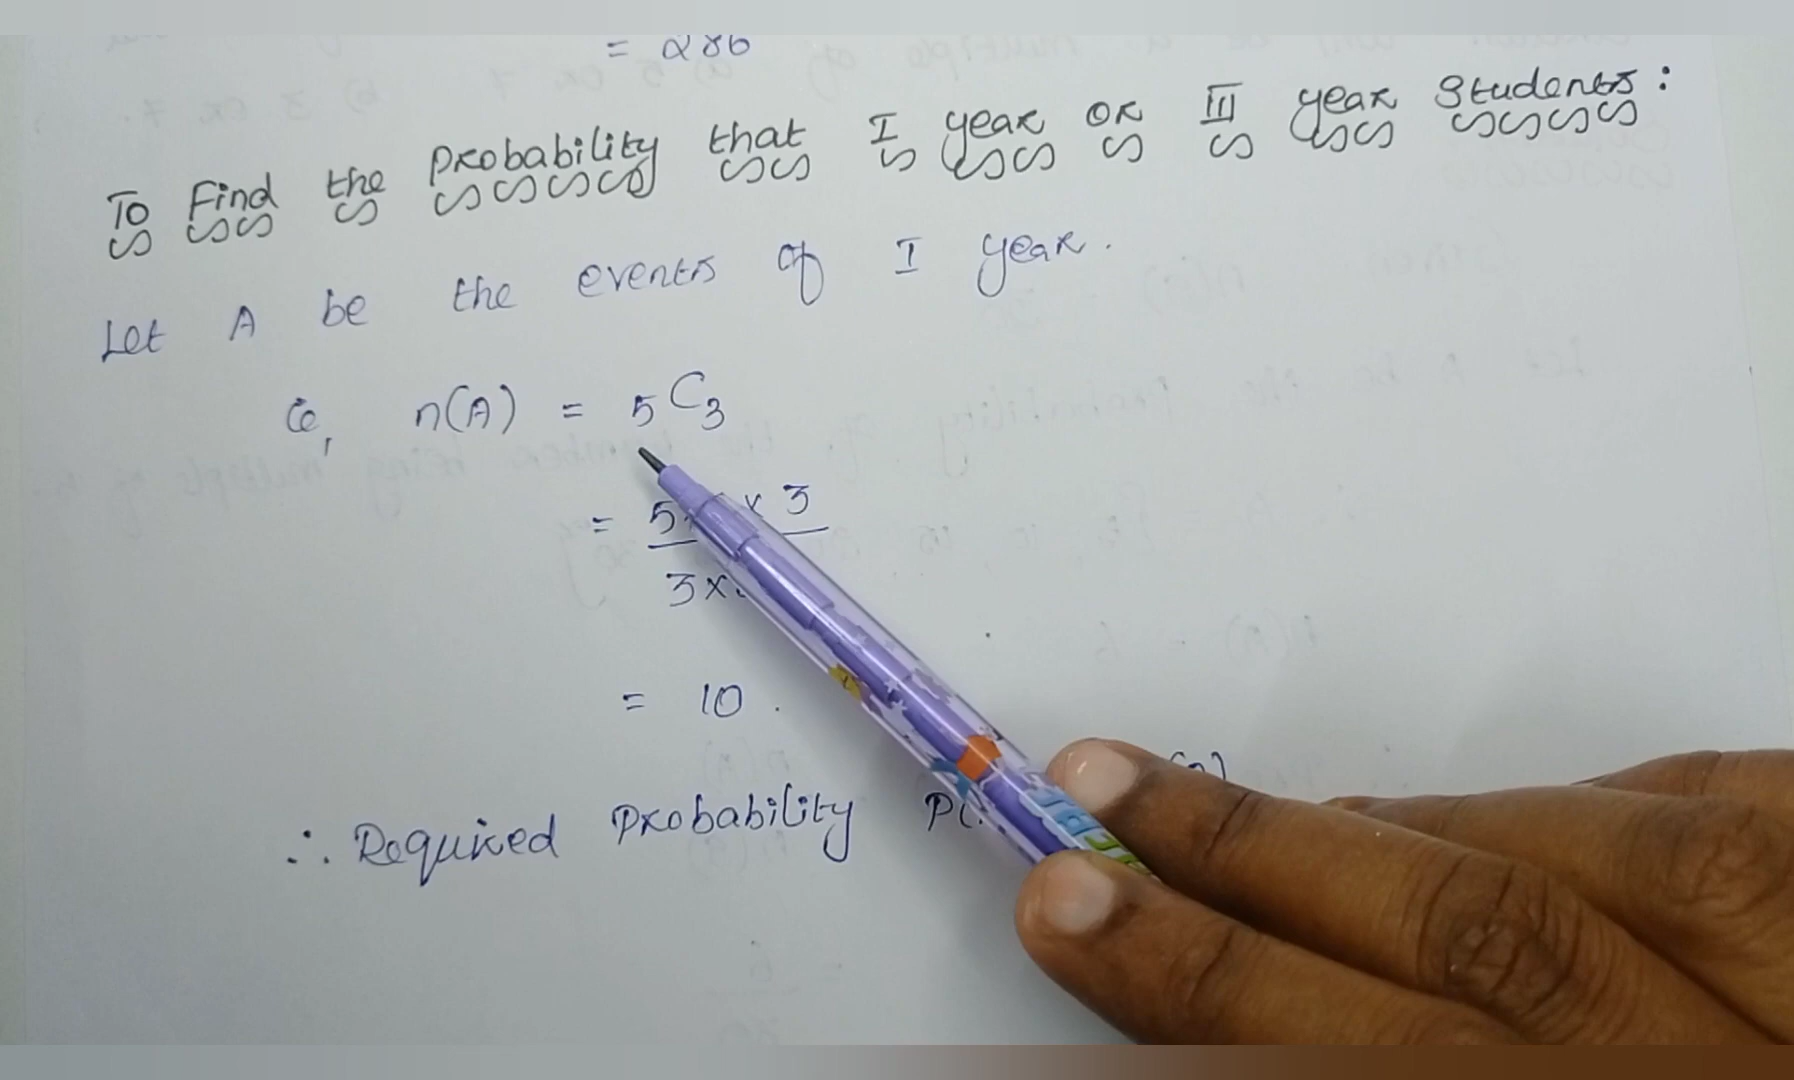 = 286
To Find the probability that I year or III year students:
Let A be the events of I year.
ie, n(A) = 5C3
= 5 x 3
3x
= 10.
∴ Required probability P(